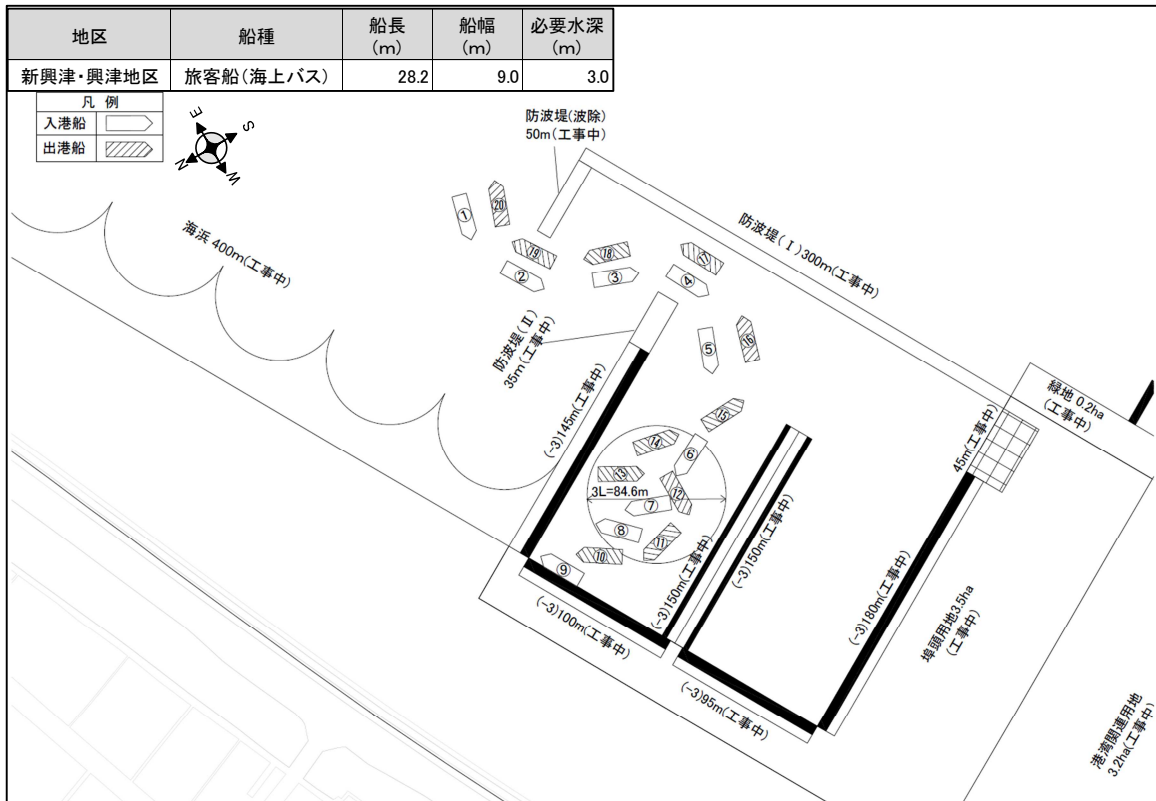 地区 船種 船長(m) 船幅(m) 必要水深(m)
新興津・興津地区 旅客船(海上バス) 28.2 9.0 3.0
凡 例
入港船
出港船
E
S
N
W
防波堤(波除)
50m(工事中)
海浜 400m(工事中)
防波堤(Ⅰ)300m(工事中)
①
⑳
⑲
②
⑱
③
⑰
④
防波堤(Ⅱ)
35m(工事中)
⑤
⑯
緑地 0.2ha
(工事中)
(-3)145m(工事中)
⑮
⑭
⑥
⑬
3L=84.6m
⑫
⑦
⑧
⑪
⑩
⑨
45m(工事中)
(-3)150m(工事中)
(-3)150m(工事中)
(-3)180m(工事中)
(-3)100m(工事中)
(-3)95m(工事中)
埠頭用地3.5ha
(工事中)
港湾関連用地
3.2ha(工事中)